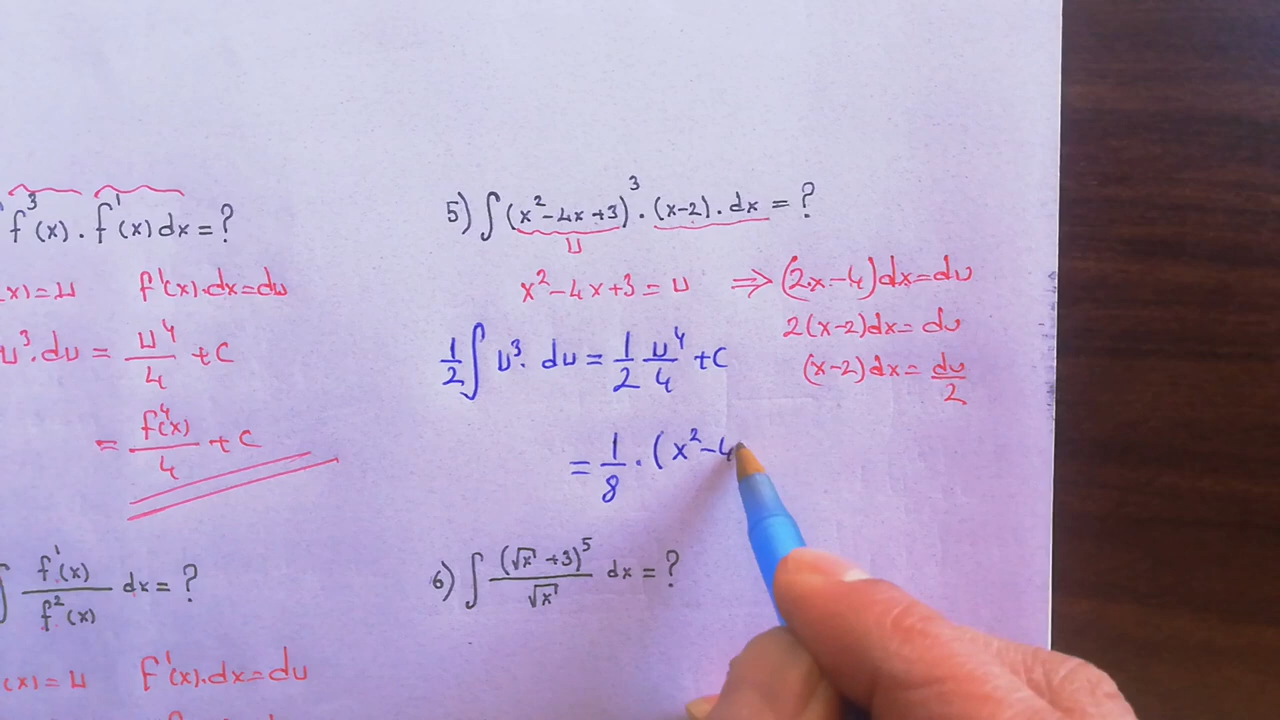 f³(x) . f'(x) dx = ?
x) = u f'(x).dx = du
u³.du = u⁴/4 + c
= f⁴(x)/4 + c
∫ f'(x)/f²(x) dx = ?
(x) = u f'(x).dx = du
5) ∫ (x² - 4x + 3)³ . (x-2) . dx = ?
u
x² - 4x + 3 = u ⇒ (2x - 4) dx = du
2(x-2) dx = du
(x-2) dx = du/2
1/2 ∫ u³. du = 1/2 u⁴/4 + c
= 1/8 . (x² - 4
6) ∫ (√x + 3)⁵/√x dx = ?